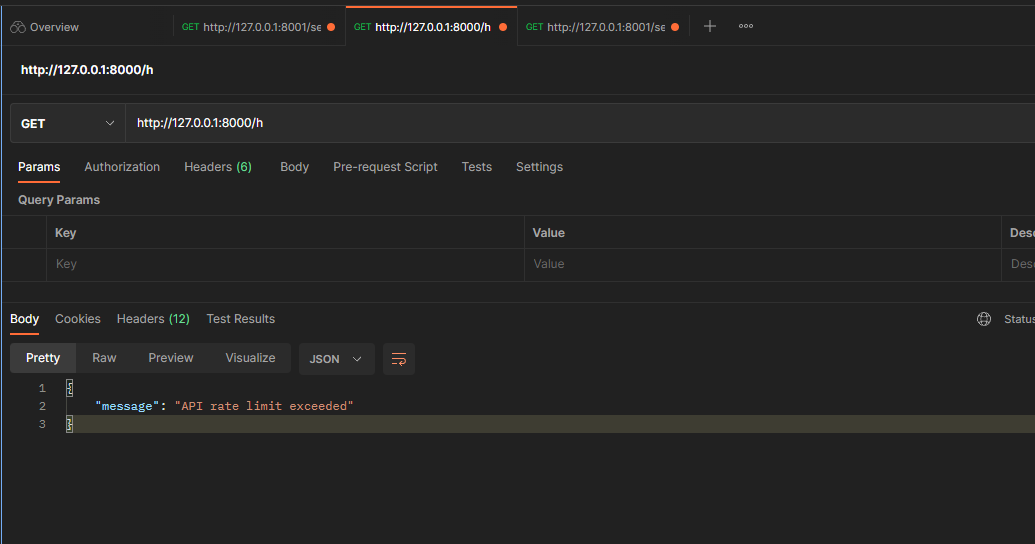 Overview GET http://127.0.0.1:8001/se GET http://127.0.0.1:8000/h GET http://127.0.0.1:8001/se
http://127.0.0.1:8000/h
GET http://127.0.0.1:8000/h
Params Authorization Headers (6) Body Pre-request Script Tests Settings
Query Params
Key Value Desc
Key Value Desc
Body Cookies Headers (12) Test Results Status
Pretty Raw Preview Visualize JSON
1 {
2 "message": "API rate limit exceeded"
3 }